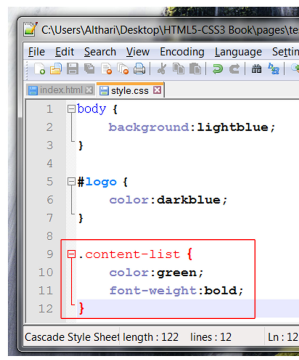 C:\Users\Althari\Desktop\HTML5-CSS3 Book\pages\te
File Edit Search View Encoding Language Settin
index.html style.css
1 body {
2 background:lightblue;
3 }
4
5 #logo {
6 color:darkblue;
7 }
8
9 .content-list {
10 color:green;
11 font-weight:bold;
12 }
Cascade Style Sheet length : 122 lines : 12 Ln : 12